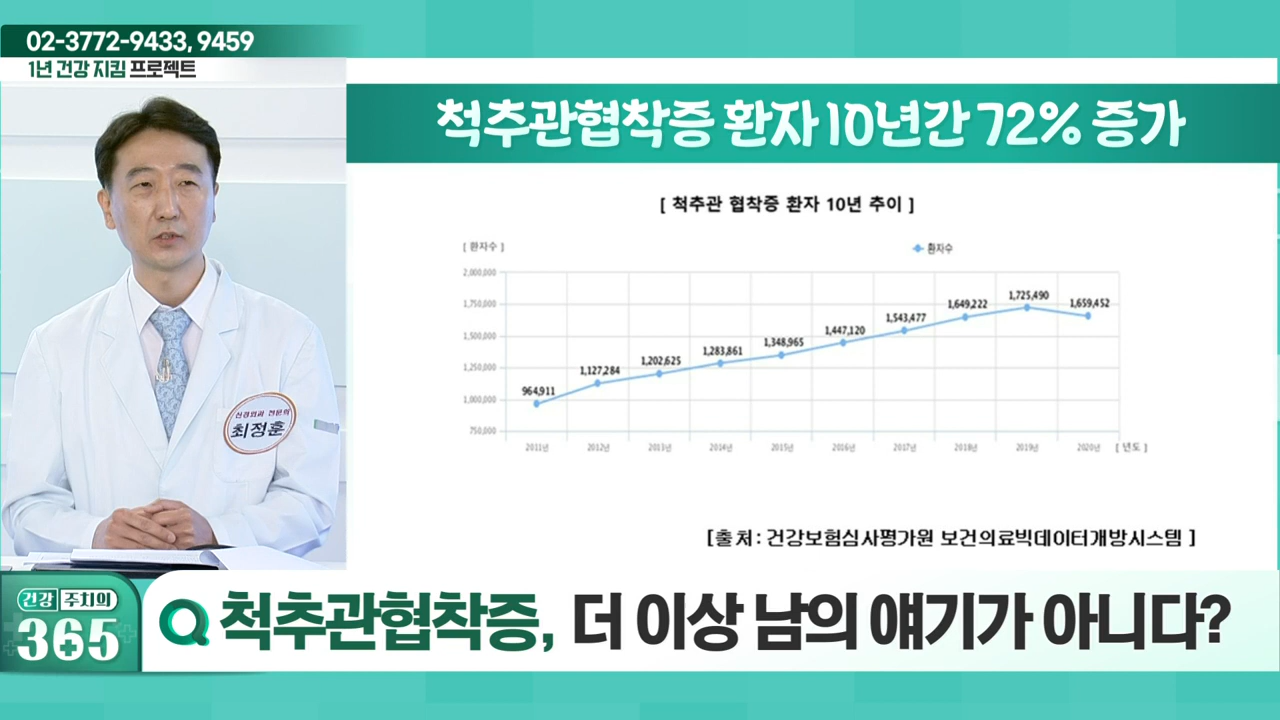 02-3772-9433, 9459
1년 건강 지킴 프로젝트
척추관협착증 환자 10년간 72% 증가
[ 척추관 협착증 환자 10년 추이 ]
[ 환자수 ]
환자수
2,000,000
1,750,000
1,500,000
1,250,000
1,000,000
750,000
964,911
1,127,284
1,202,625
1,283,861
1,348,965
1,447,120
1,543,477
1,649,222
1,725,490
1,659,452
2011년 2012년 2013년 2014년 2015년 2016년 2017년 2018년 2019년 2020년 [ 년도 ]
[출처: 건강보험심사평가원 보건의료빅데이터개방시스템 ]
신경외과 전문의
최정훈
건강 주치의
365
Q 척추관협착증, 더 이상 남의 얘기가 아니다?